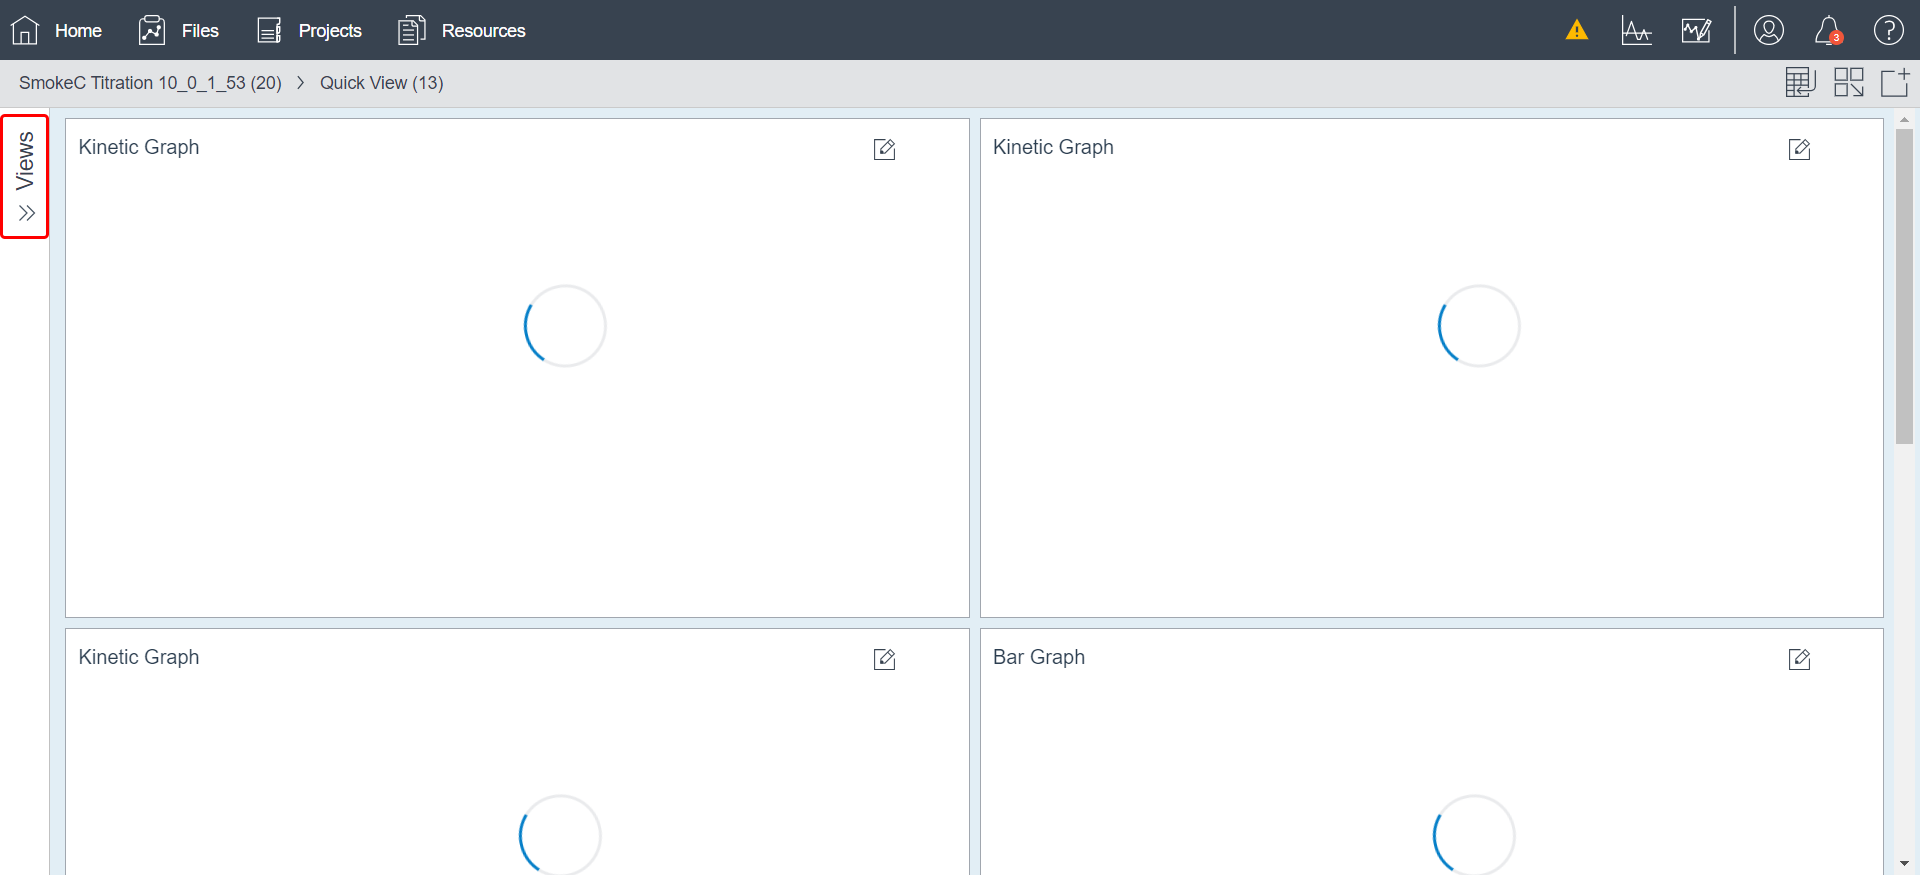 Home Files Projects Resources
3
SmokeC Titration 10_0_1_53 (20) > Quick View (13)
Views
Kinetic Graph
Kinetic Graph
Kinetic Graph
Bar Graph